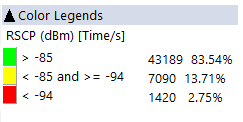 Color Legends
RSCP (dBm) [Time/s]
> -85 43189 83.54%
< -85 and >= -94 7090 13.71%
< -94 1420 2.75%